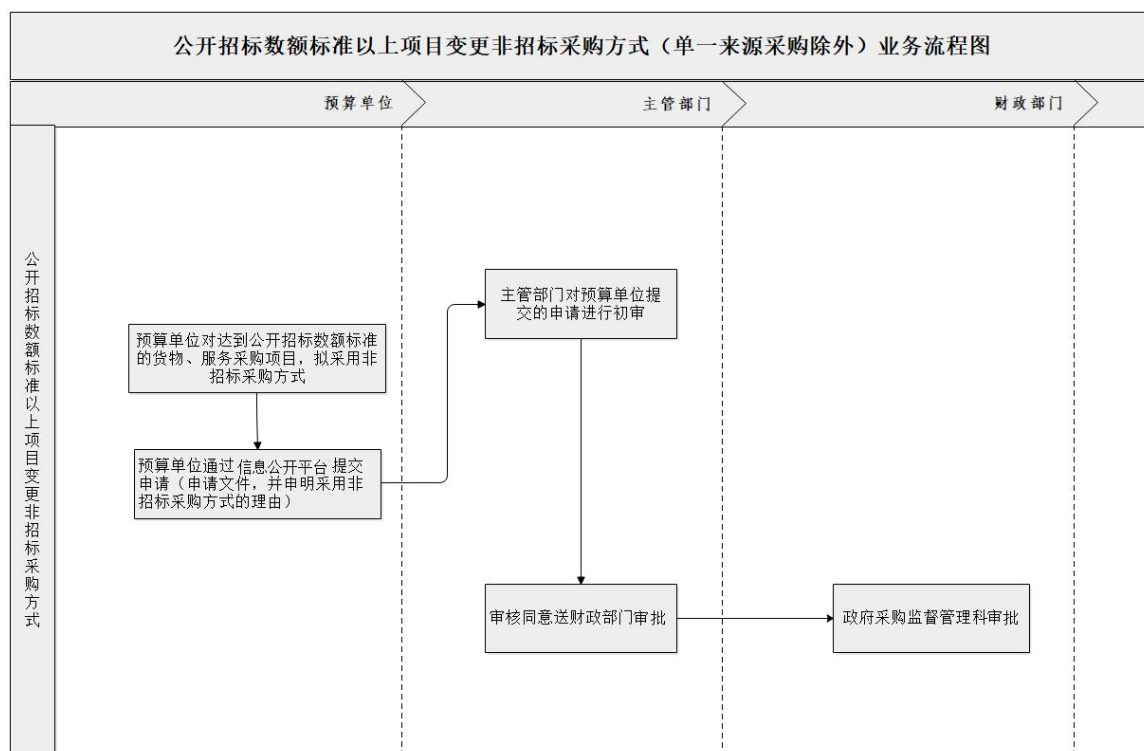 公开招标数额标准以上项目变更非招标采购方式（单一来源采购除外）业务流程图
预算单位
主管部门
财政部门
公开招标数额标准以上项目变更非招标采购方式
主管部门对预算单位提
交的申请进行初审
预算单位对达到公开招标数额标准
的货物、服务采购项目，拟采用非
招标采购方式
预算单位通过信息公开平台提交
申请（申请文件，并申明采用非
招标采购方式的理由）
审核同意送财政部门审批
政府采购监督管理科审批